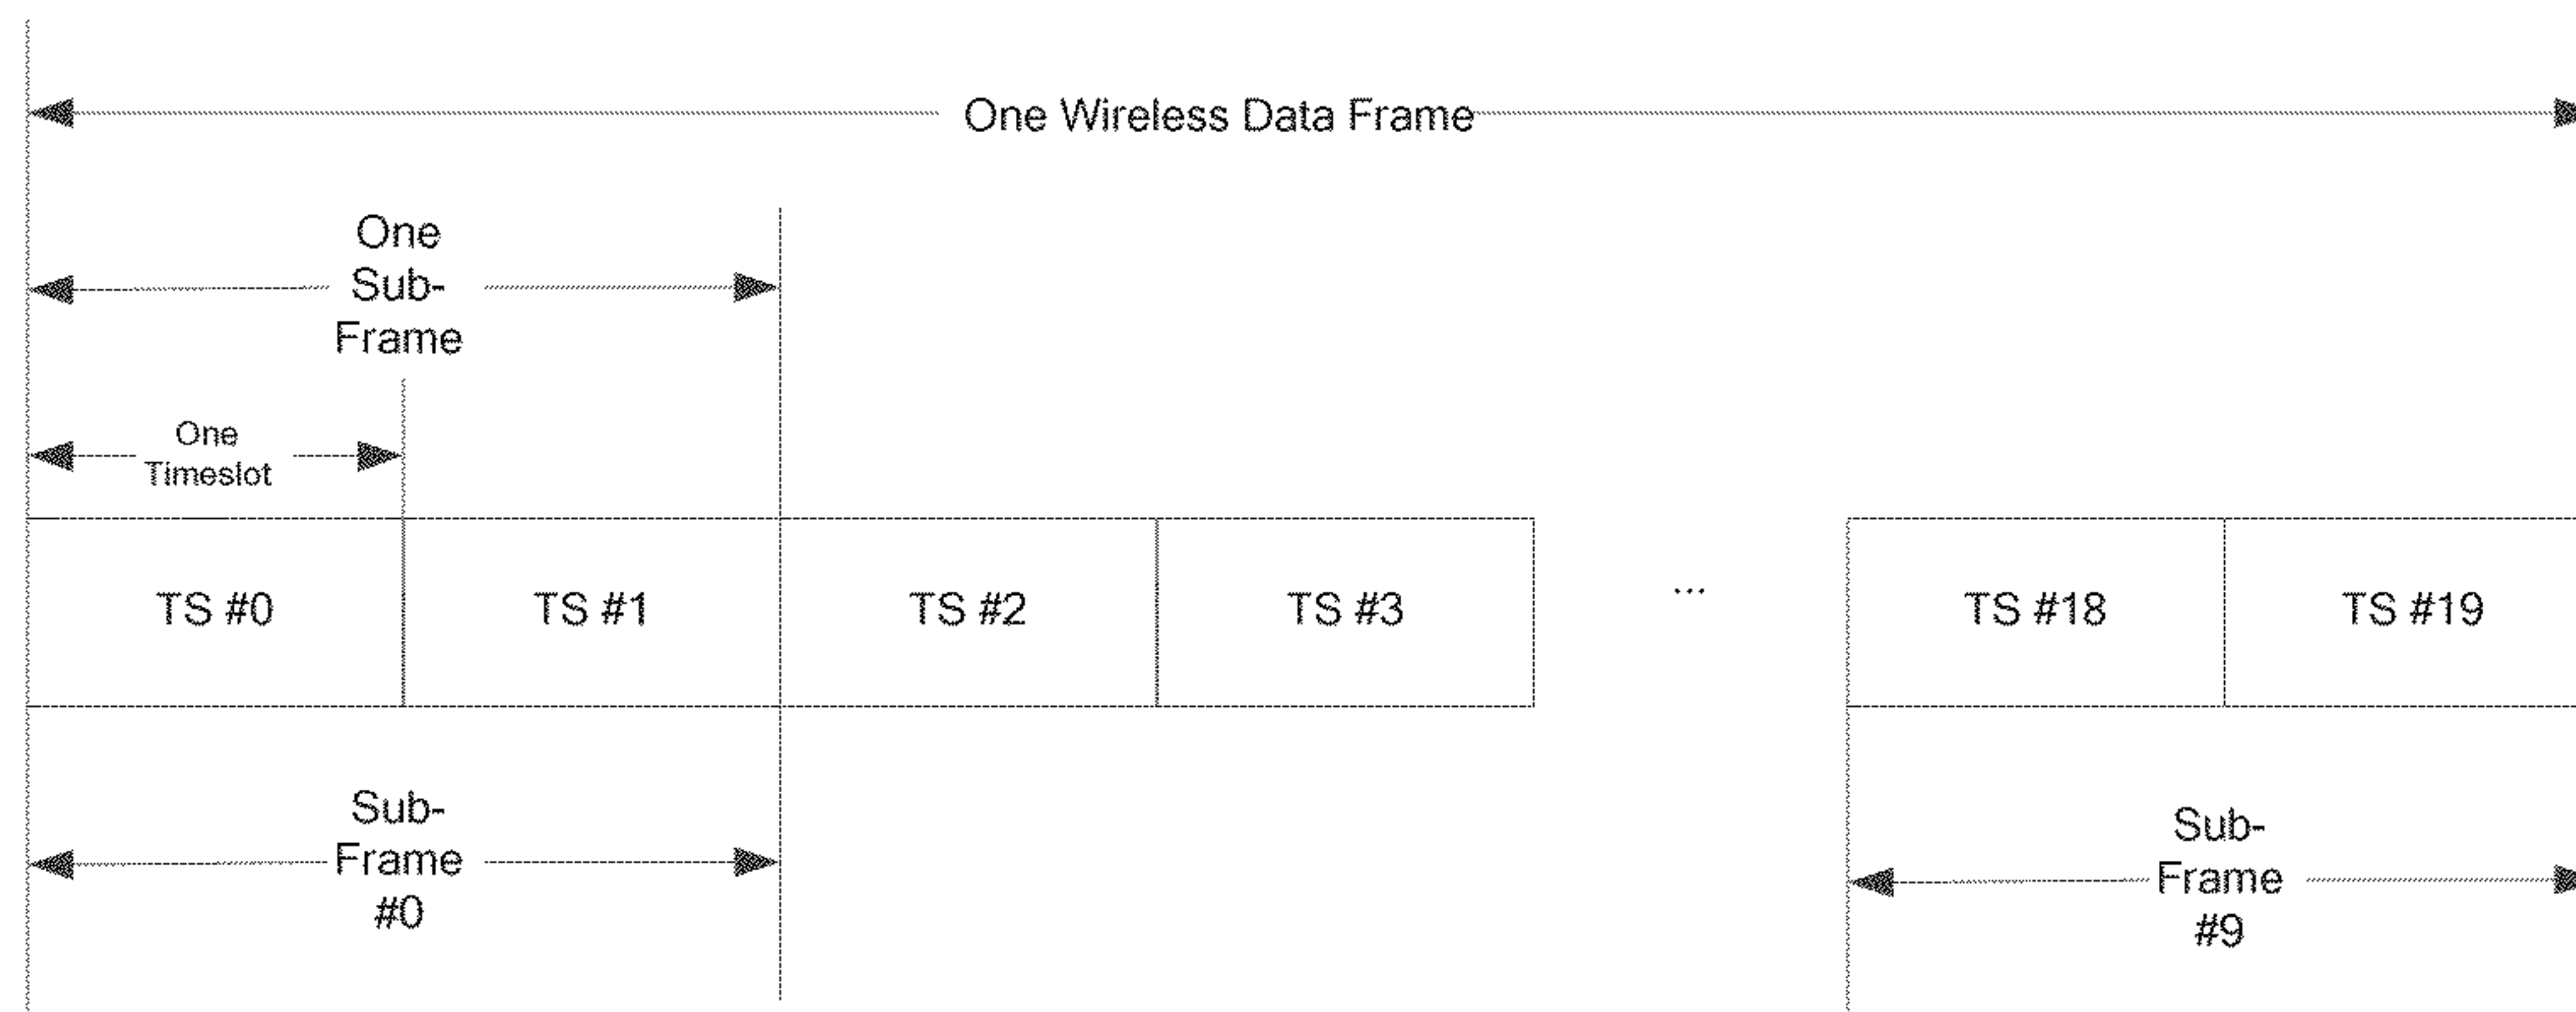 One Wireless Data Frame
One
Sub-
Frame
One
Timeslot
TS #0
TS #1
TS #2
TS #3
...
TS #18
TS #19
Sub-
Frame
#0
Sub-
Frame
#9